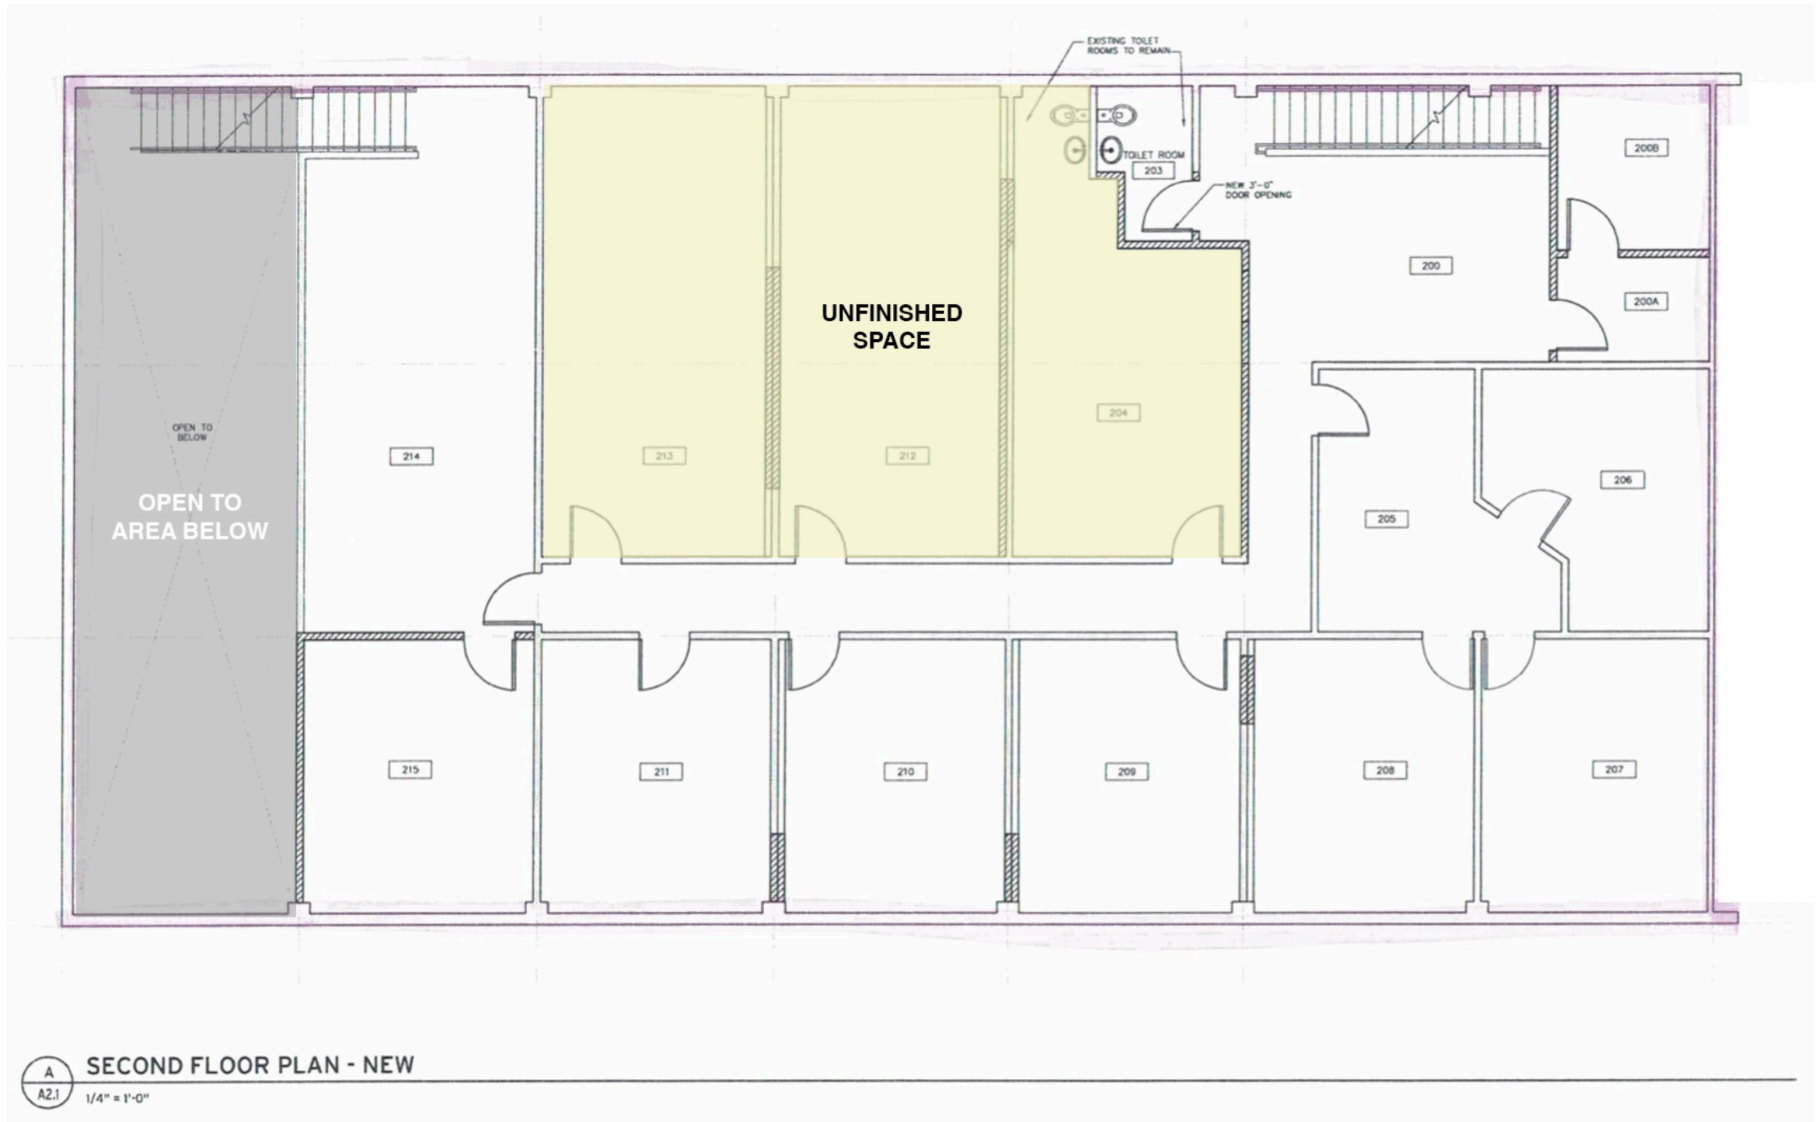 EXISTING TOILET
ROOMS TO REMAIN
TOILET ROOM
203
NEW 3'-0"
DOOR OPENING
200B
200
200A
UNFINISHED
SPACE
204
OPEN TO
BELOW
214
213
212
206
OPEN TO
AREA BELOW
205
215
211
210
209
208
207
A
A2.1
SECOND FLOOR PLAN - NEW
1/4" = 1'-0"